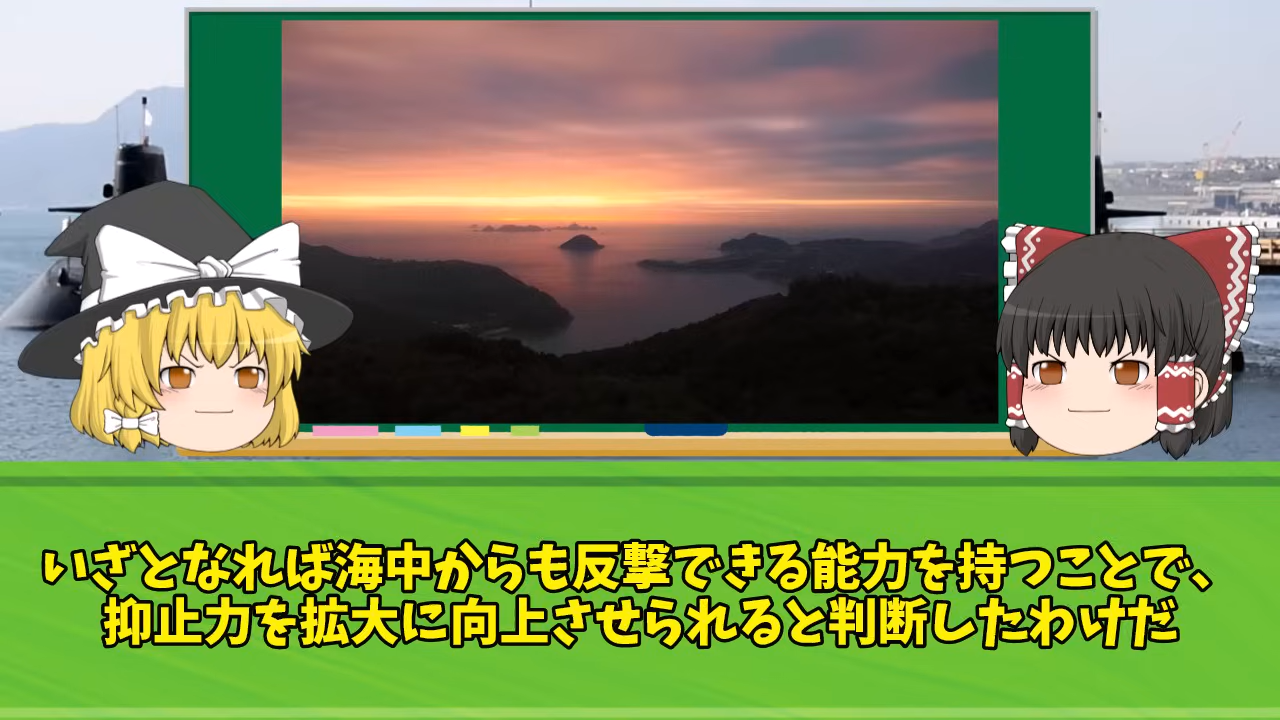 いざとなれば海中からも反撃できる能力を持つことで、
抑止力を拡大に向上させられると判断したわけだ